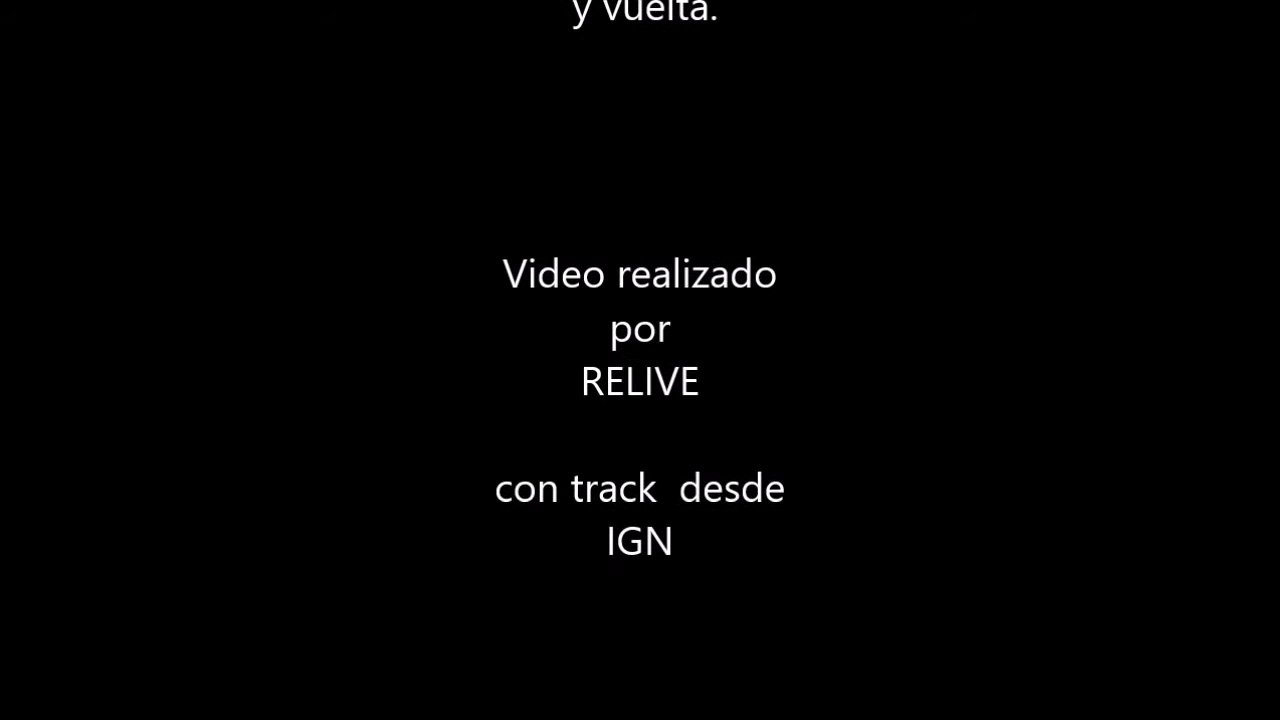 y vuelta.
Video realizado
por
RELIVE
con track  desde
IGN